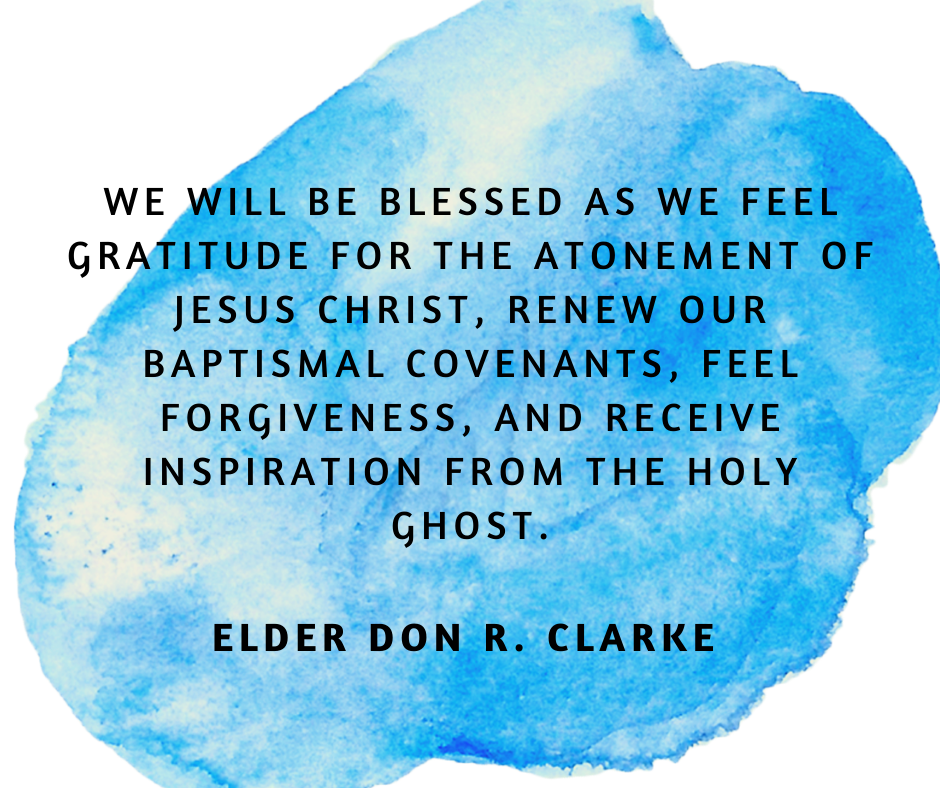 WE WILL BE BLESSED AS WE FEEL
GRATITUDE FOR THE ATONEMENT OF
JESUS CHRIST, RENEW OUR
BAPTISMAL COVENANTS, FEEL
FORGIVENESS, AND RECEIVE
INSPIRATION FROM THE HOLY
GHOST.
ELDER DON R. CLARKE